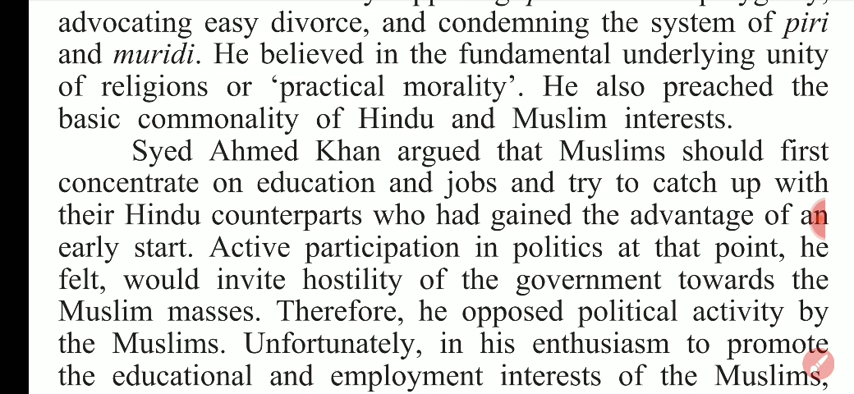 advocating easy divorce, and condemning the system of piri
and muridi. He believed in the fundamental underlying unity
of religions or ‘practical morality’. He also preached the
basic commonality of Hindu and Muslim interests.
Syed Ahmed Khan argued that Muslims should first
concentrate on education and jobs and try to catch up with
their Hindu counterparts who had gained the advantage of an
early start. Active participation in politics at that point, he
felt, would invite hostility of the government towards the
Muslim masses. Therefore, he opposed political activity by
the Muslims. Unfortunately, in his enthusiasm to promote
the educational and employment interests of the Muslims,